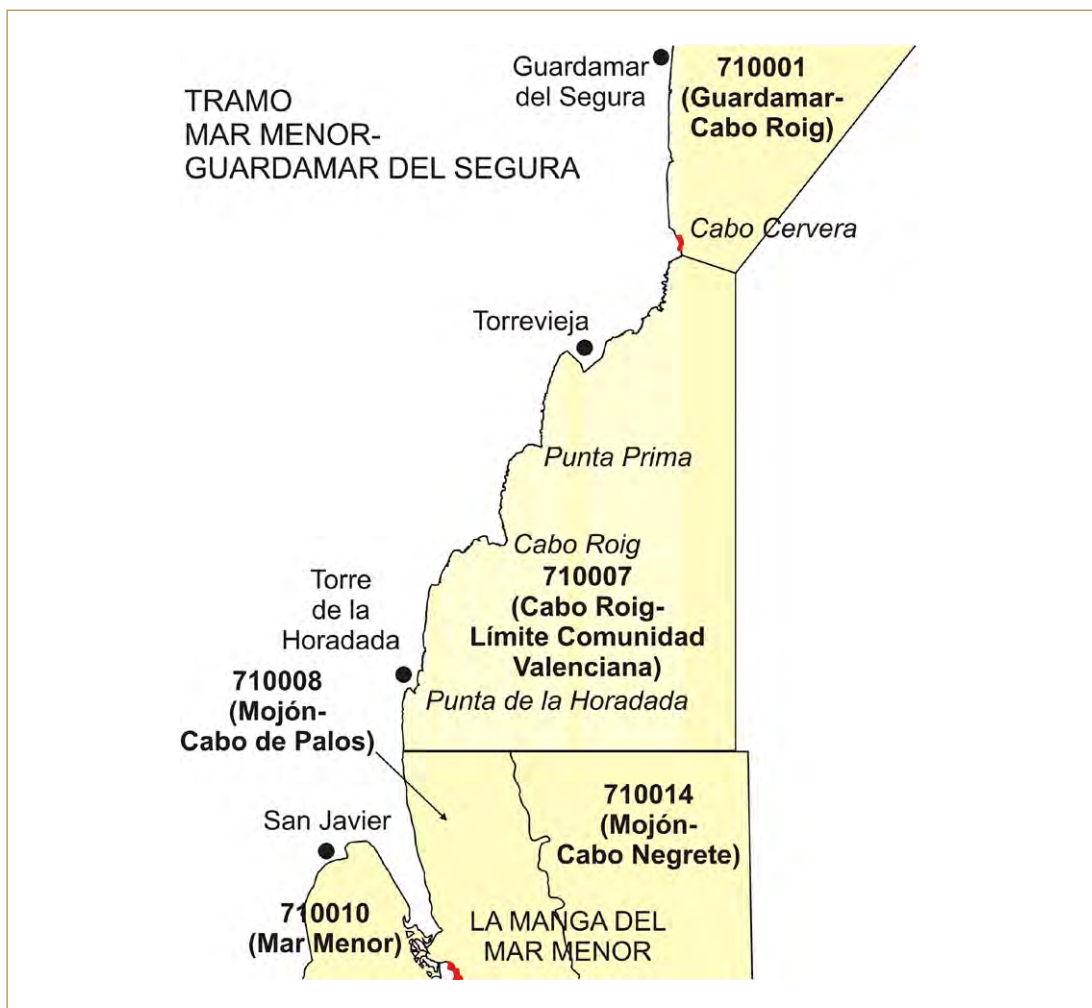 TRAMO
MAR MENOR-
GUARDAMAR DEL SEGURA
Guardamar
del Segura
710001
(Guardamar-
Cabo Roig)
Cabo Cervera
Torrevieja
Punta Prima
Cabo Roig
710007
(Cabo Roig-
Límite Comunidad
Valenciana)
Torre
de la
Horadada
Punta de la Horadada
710008
(Mojón-
Cabo de Palos)
710014
(Mojón-
Cabo Negrete)
San Javier
710010
(Mar Menor)
LA MANGA DEL
MAR MENOR